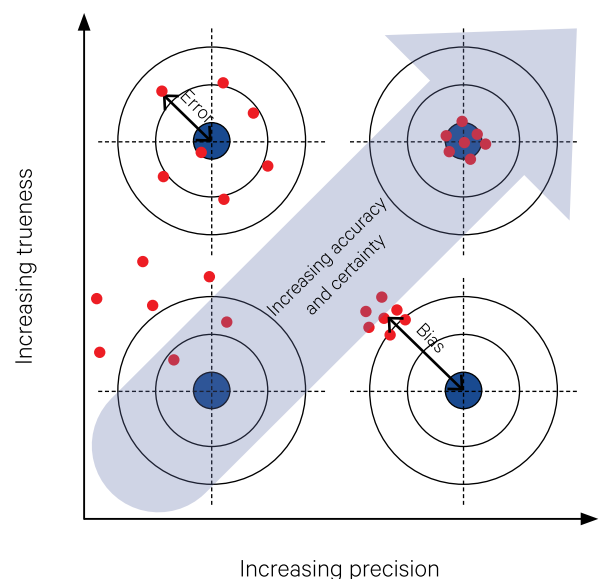 Error
Increasing trueness
Increasing accuracy
and certainty
Bias
Increasing precision